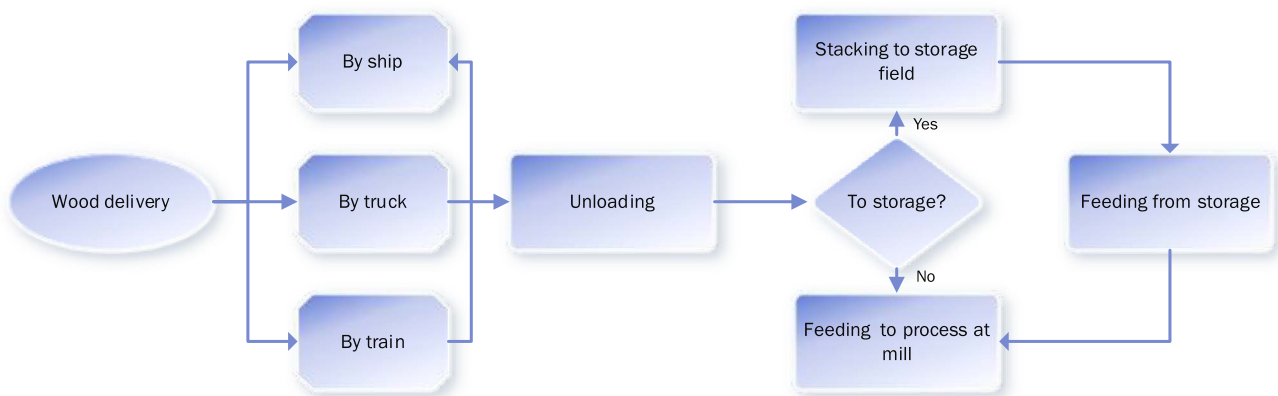 By ship
Stacking to storage
field
Yes
Wood delivery
By truck
Unloading
To storage?
Feeding from storage
No
By train
Feeding to process at
mill